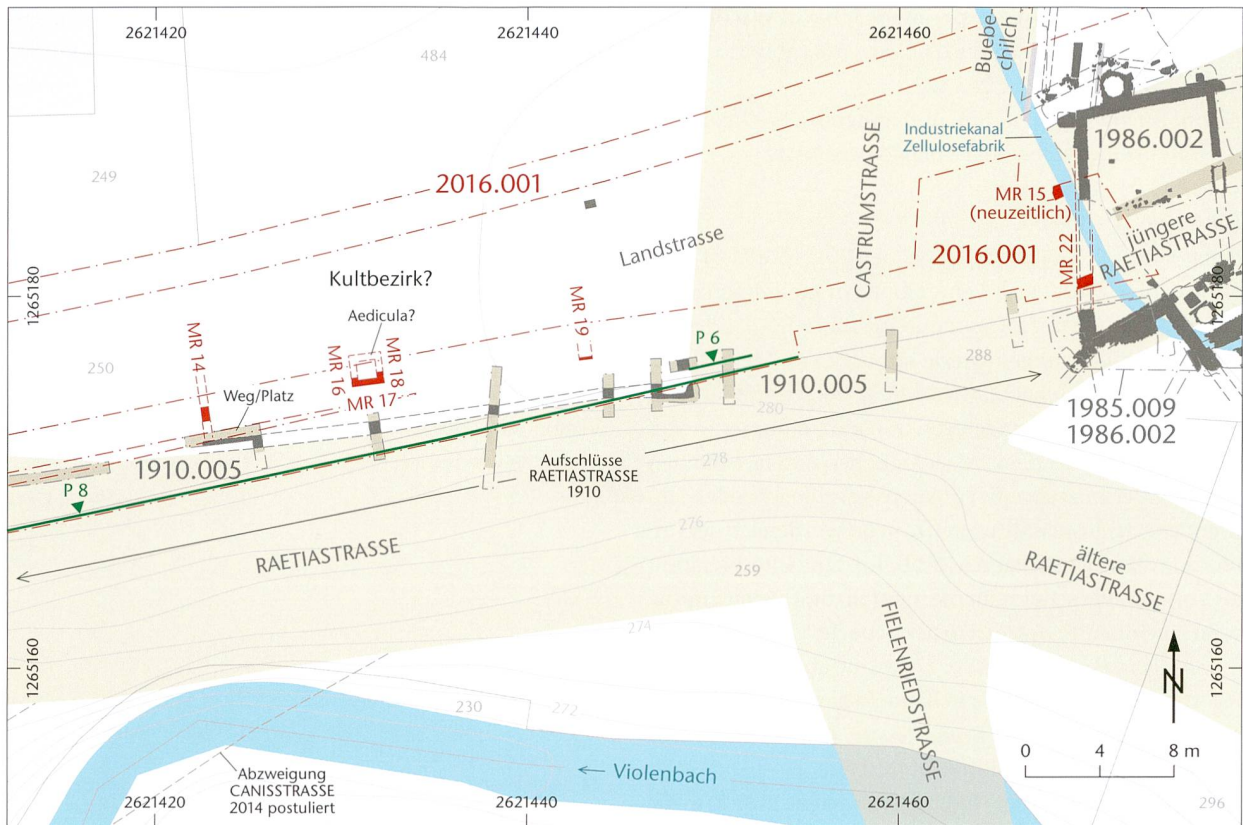 2621420
2621440
2621460
484
Buebe-
chilch
Industriekanal
Zellulosefabrik
1986.002
249
2016.001
CASTRUMSTRASSE
MR 15
(neuzeitlich)
jüngere
RAETIASTRASSE
Landstrasse
2016.001
MR 22
1265180
1265180
Kultbezirk?
Aedicula?
MR 14
MR 16
MR 18
MR 17
MR 19
P 6
250
288
Weg/Platz
1910.005
280
1985.009
1986.002
1910.005
Aufschlüsse
RAETIASTRASSE
1910
278
P 8
276
RAETIASTRASSE
259
ältere
RAETIASTRASSE
274
FIELENRIEDSTRASSE
1265160
1265160
N
230
272
0 4 8 m
Abzweigung
CANISSTRASSE
2014 postuliert
← Violenbach
2621420
2621440
2621460
296